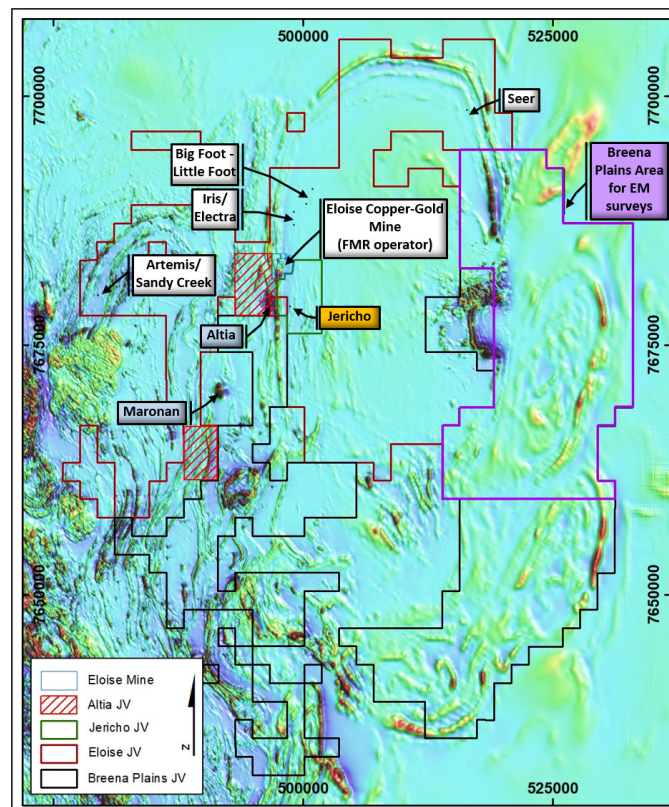 500000
525000
7700000
7700000
Seer
Big Foot -
Little Foot
Breena
Plains Area
for EM
surveys
Iris/
Electra
Eloise Copper-Gold
Mine
(FMR operator)
Artemis/
Sandy Creek
Altia
Jericho
7675000
7675000
Maronan
7650000
7650000
Eloise Mine
Altia JV
Jericho JV
Eloise JV
Breena Plains JV
N
500000
525000